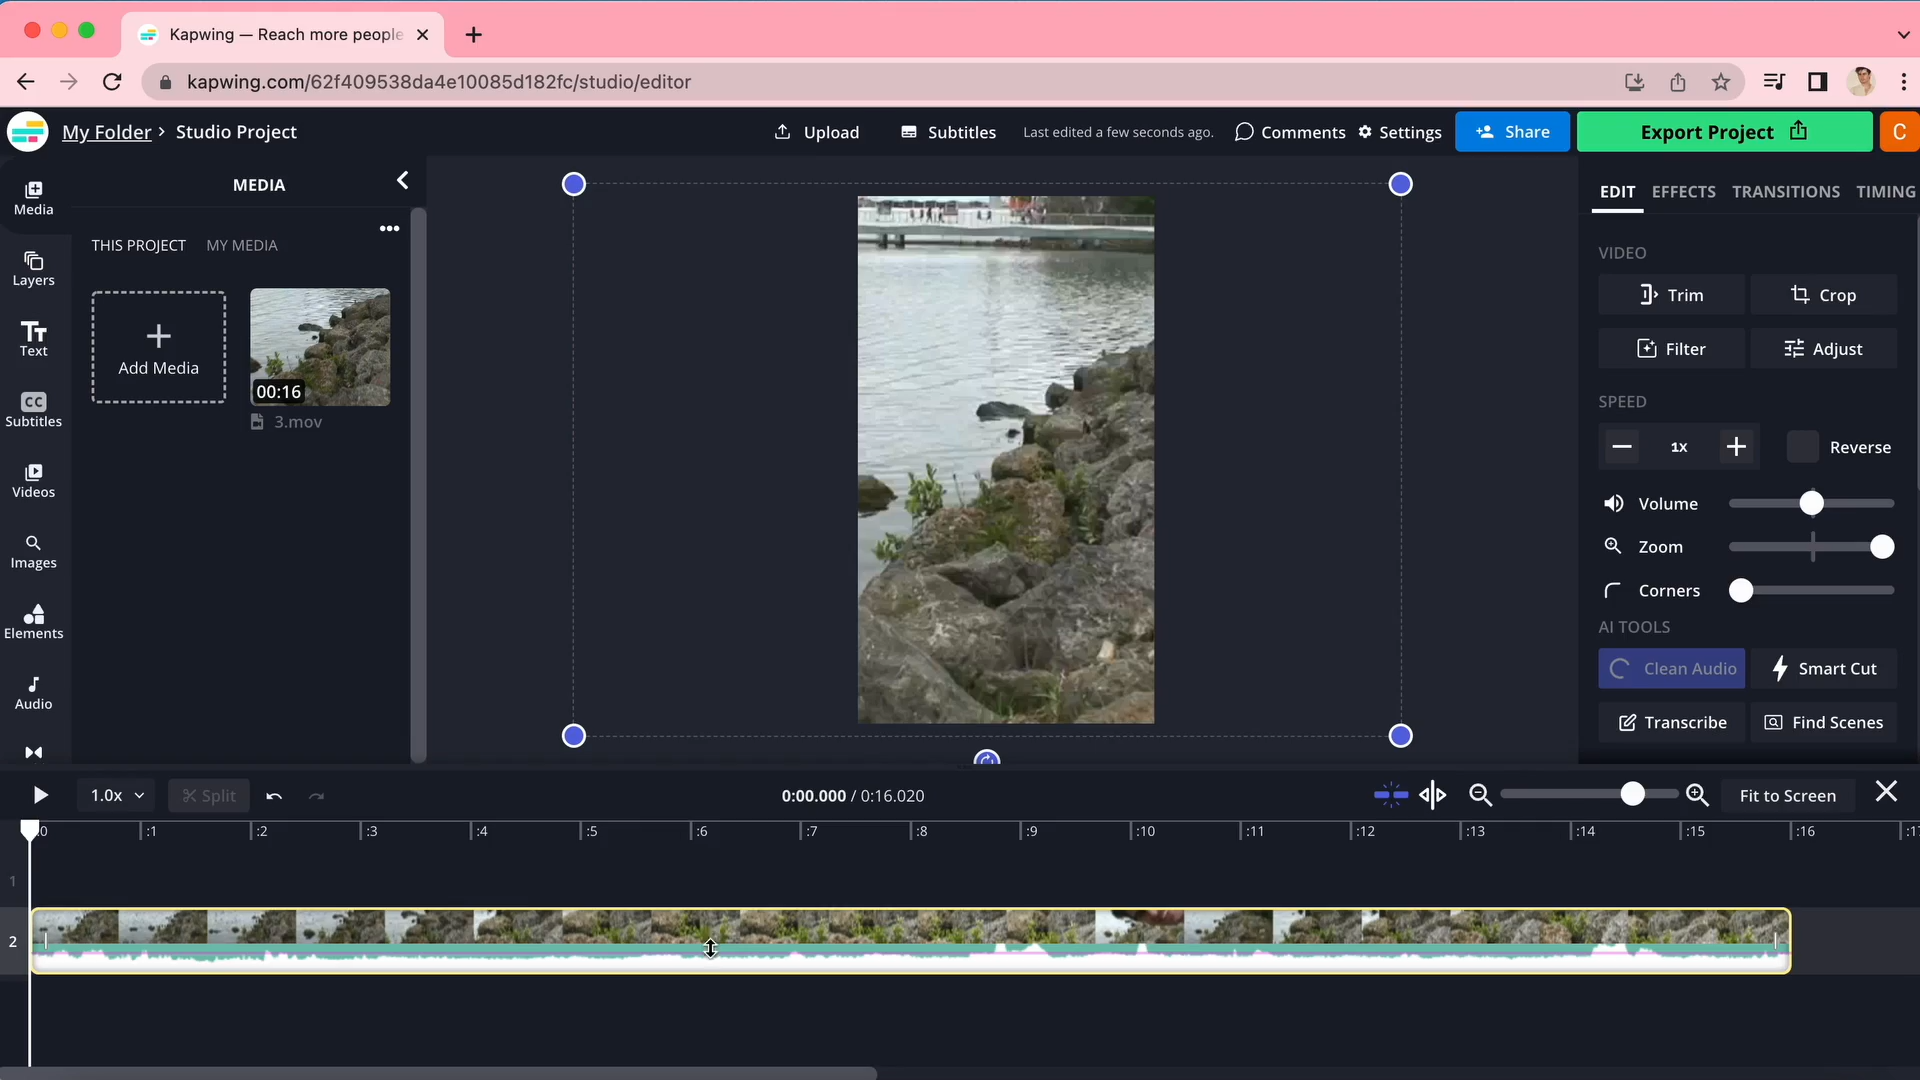 Kapwing — Reach more people
kapwing.com/62f409538da4e10085d182fc/studio/editor
My Folder › Studio Project
Upload
Subtitles
Last edited a few seconds ago.
Comments
Settings
Share
Export Project
C
Media
Layers
Text
CC
Subtitles
Videos
Images
Elements
Audio
MEDIA
THIS PROJECT
MY MEDIA
Add Media
00:16
3.mov
EDIT
EFFECTS
TRANSITIONS
TIMING
VIDEO
Trim
Crop
Filter
Adjust
SPEED
1x
Reverse
Volume
Zoom
Corners
AI TOOLS
Clean Audio
Smart Cut
Transcribe
Find Scenes
1.0x
Split
0:00.000 / 0:16.020
Fit to Screen
:0 :1 :2 :3 :4 :5 :6 :7 :8 :9 :10 :11 :12 :13 :14 :15 :16
1
2